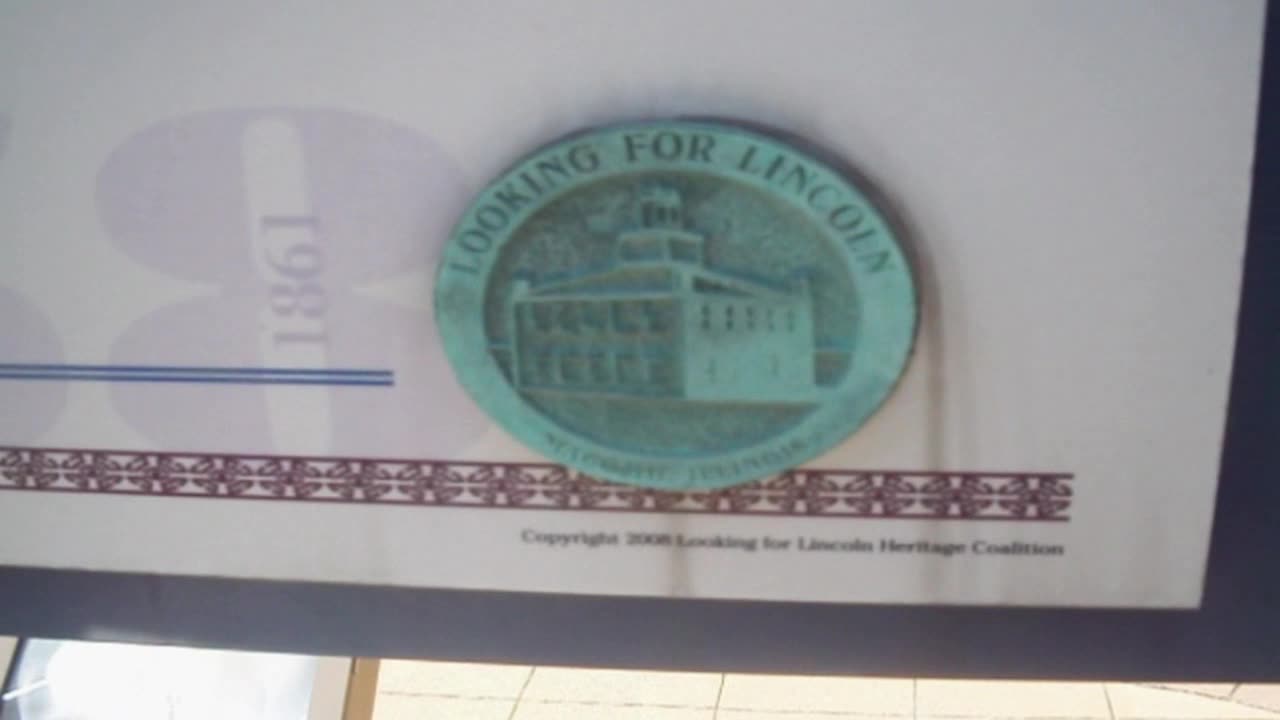 LOOKING FOR LINCOLN
1861
Copyright 2008 Looking for Lincoln Heritage Coalition